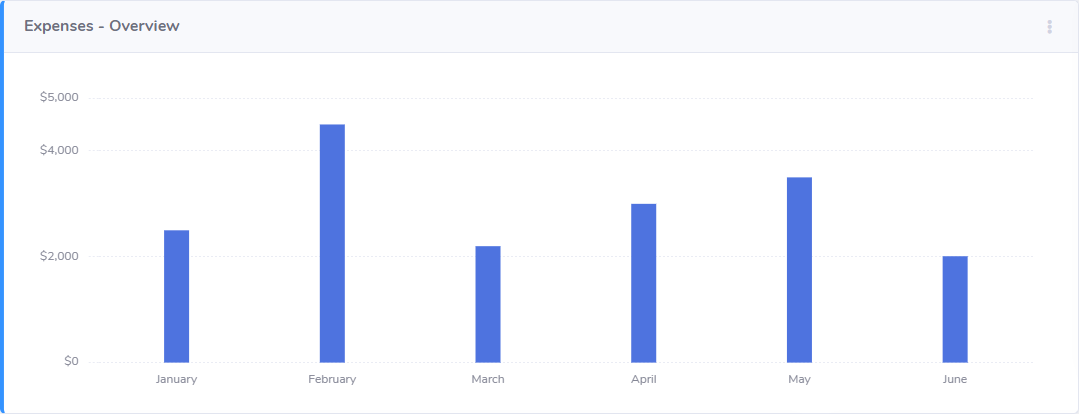 Expenses - Overview
$5,000
$4,000
$2,000
$0
January
February
March
April
May
June